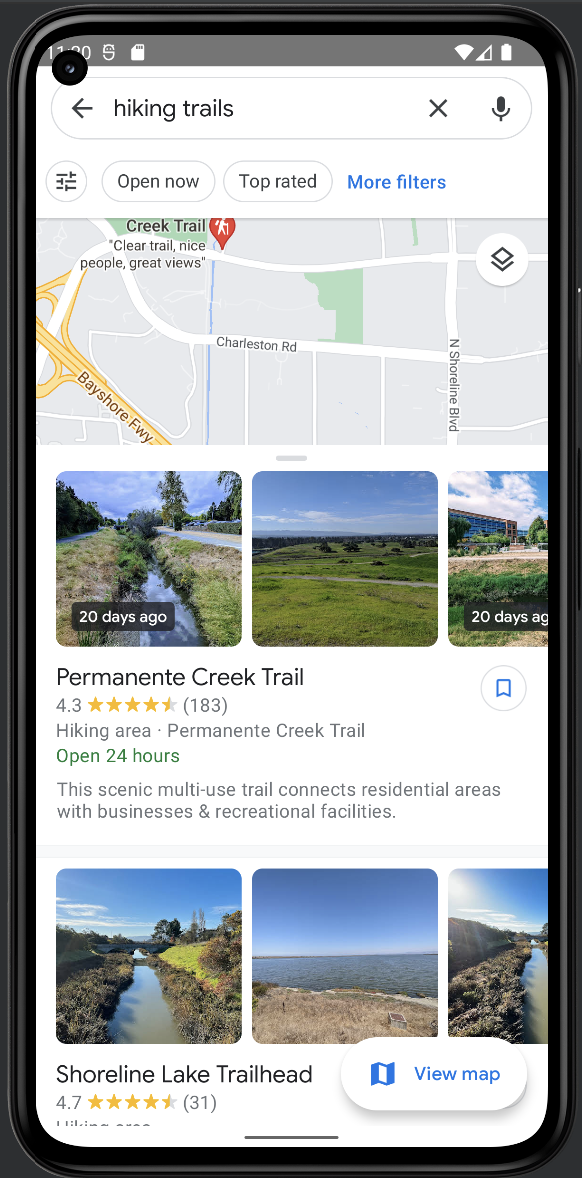 11:20
hiking trails
Open now
Top rated
More filters
Creek Trail
"Clear trail, nice
people, great views"
Charleston Rd
N Shoreline Blvd
Bayshore Fwy
20 days ago
20 days ag
Permanente Creek Trail
4.3 (183)
Hiking area · Permanente Creek Trail
Open 24 hours
This scenic multi-use trail connects residential areas
with businesses & recreational facilities.
Shoreline Lake Trailhead
View map
4.7 (31)
Hiking area